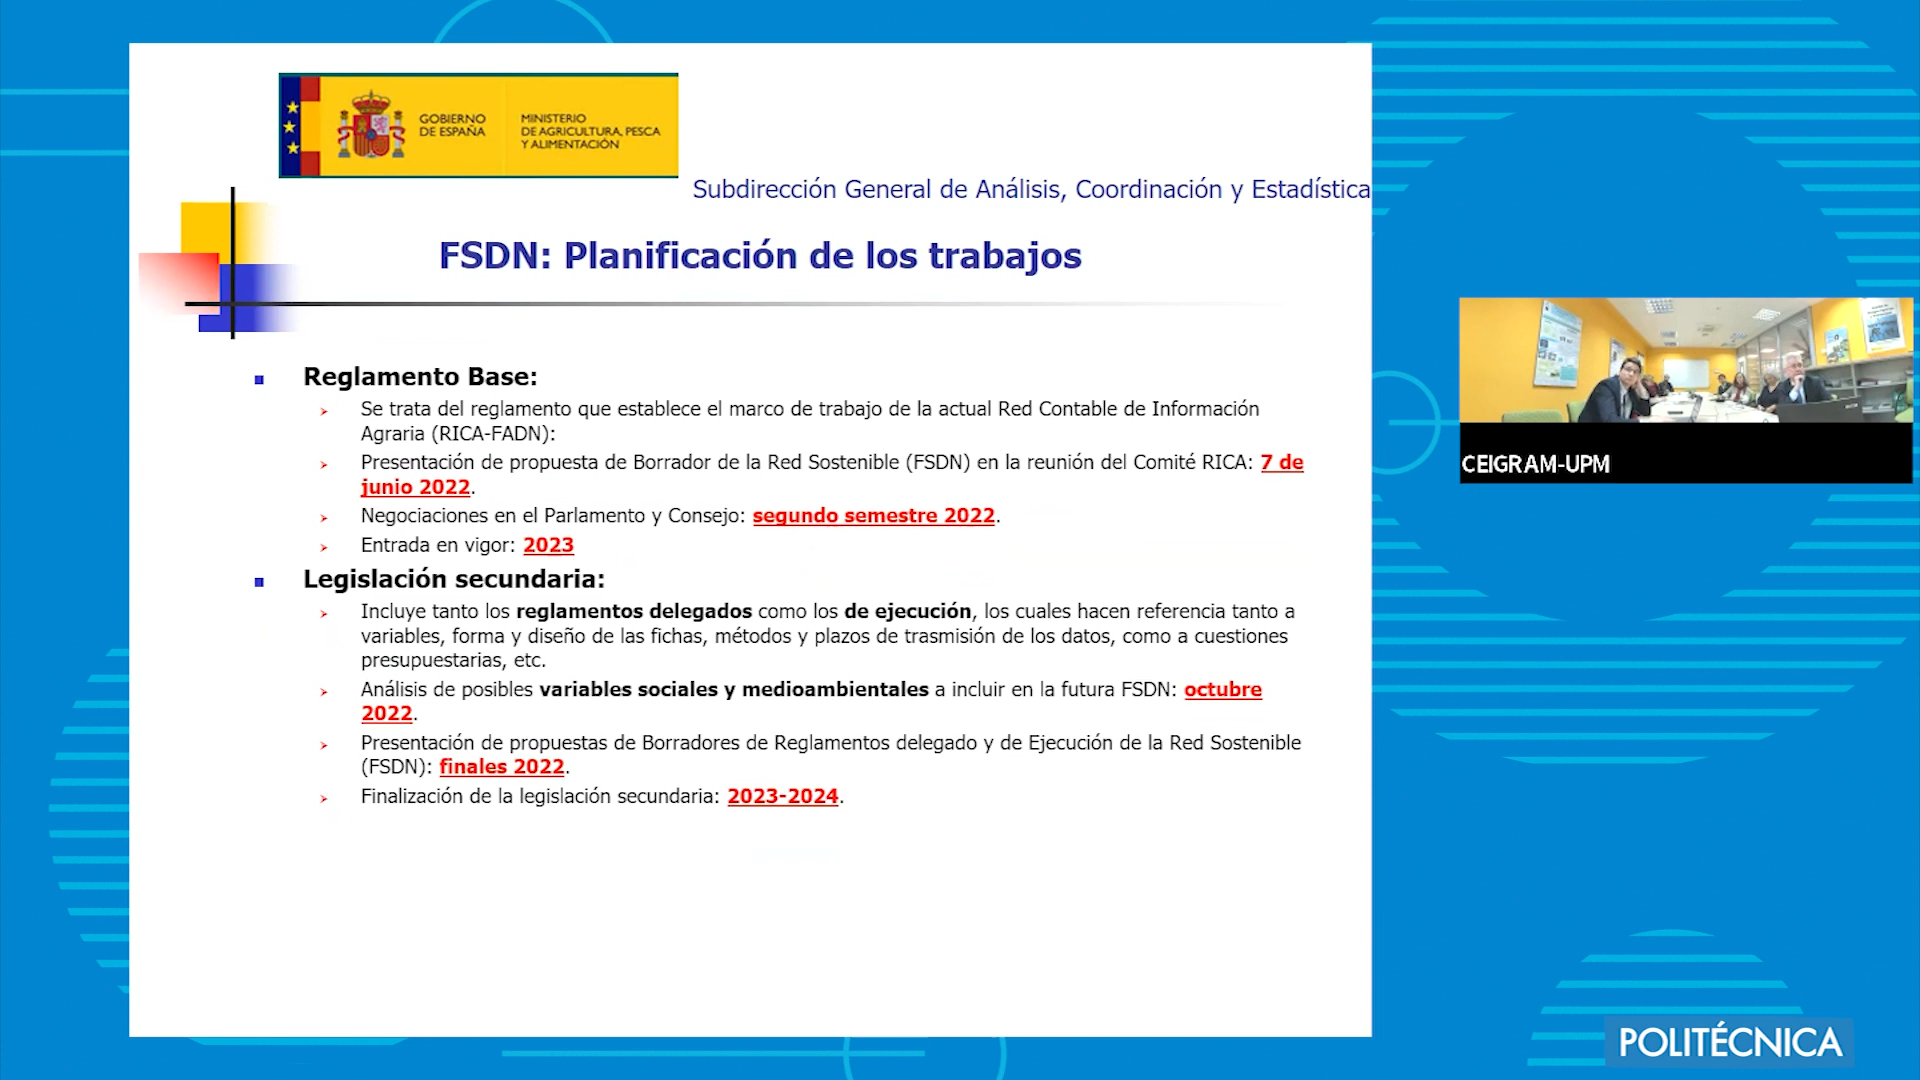 GOBIERNO
DE ESPAÑA
MINISTERIO
DE AGRICULTURA, PESCA
Y ALIMENTACIÓN
Subdirección General de Análisis, Coordinación y Estadística
FSDN: Planificación de los trabajos
Reglamento Base:
Se trata del reglamento que establece el marco de trabajo de la actual Red Contable de Información
Agraria (RICA-FADN):
Presentación de propuesta de Borrador de la Red Sostenible (FSDN) en la reunión del Comité RICA: 7 de
junio 2022.
Negociaciones en el Parlamento y Consejo: segundo semestre 2022.
Entrada en vigor: 2023
Legislación secundaria:
Incluye tanto los reglamentos delegados como los de ejecución, los cuales hacen referencia tanto a
variables, forma y diseño de las fichas, métodos y plazos de trasmisión de los datos, como a cuestiones
presupuestarias, etc.
Análisis de posibles variables sociales y medioambientales a incluir en la futura FSDN: octubre
2022.
Presentación de propuestas de Borradores de Reglamentos delegado y de Ejecución de la Red Sostenible
(FSDN): finales 2022.
Finalización de la legislación secundaria: 2023-2024.
CEIGRAM-UPM
POLITÉCNICA